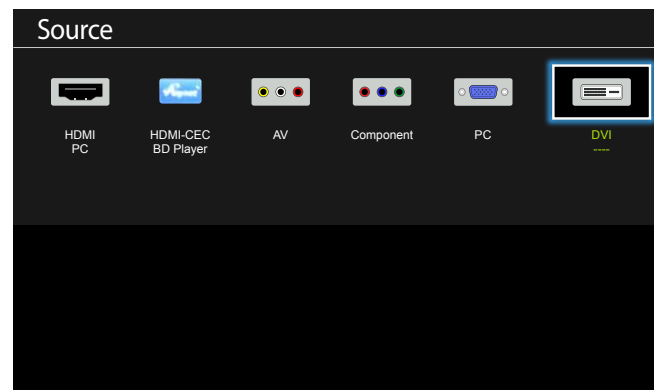 Source
HDMI
PC
HDMI-CEC
BD Player
AV
Component
PC
DVI
----